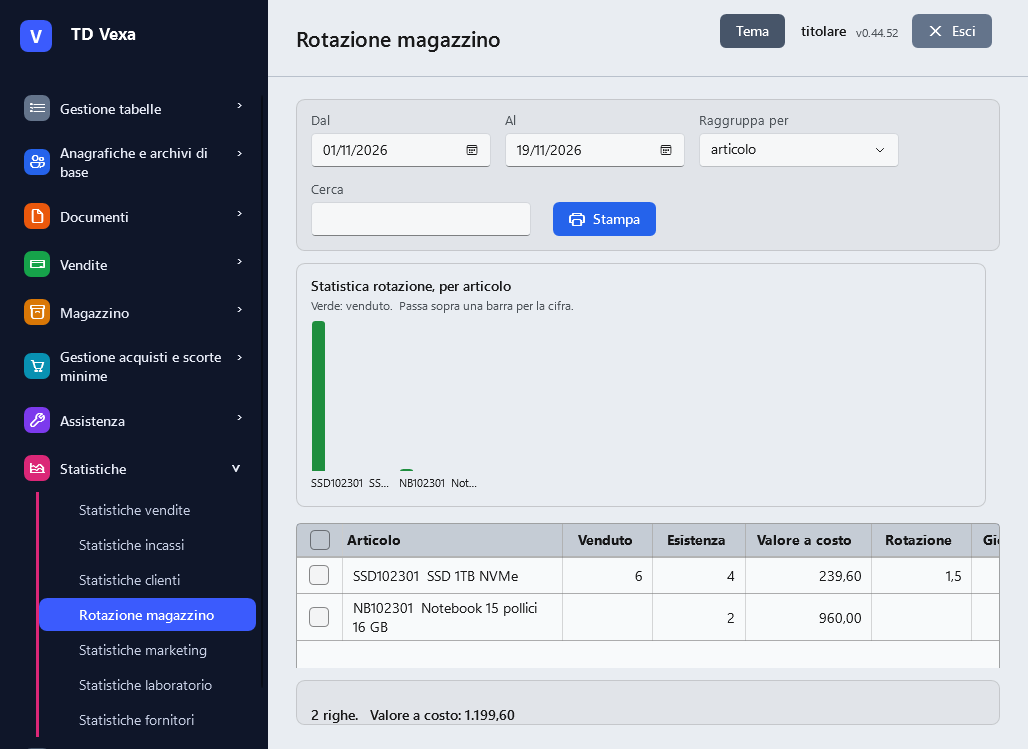 V
TD Vexa
Gestione tabelle
Anagrafiche e archivi di
base
Documenti
Vendite
Magazzino
Gestione acquisti e scorte
minime
Assistenza
Statistiche
Statistiche vendite
Statistiche incassi
Statistiche clienti
Rotazione magazzino
Statistiche marketing
Statistiche laboratorio
Statistiche fornitori
Rotazione magazzino
Tema
titolare v0.44.52
Esci
Dal Al Raggruppa per
01/11/2026 19/11/2026 articolo
Cerca
Stampa
Statistica rotazione, per articolo
Verde: venduto. Passa sopra una barra per la cifra.
SSD102301 SS... NB102301 Not...
Articolo Venduto Esistenza Valore a costo Rotazione Gi
SSD102301 SSD 1TB NVMe 6 4 239,60 1,5
NB102301 Notebook 15 pollici
16 GB 2 960,00
2 righe. Valore a costo: 1.199,60